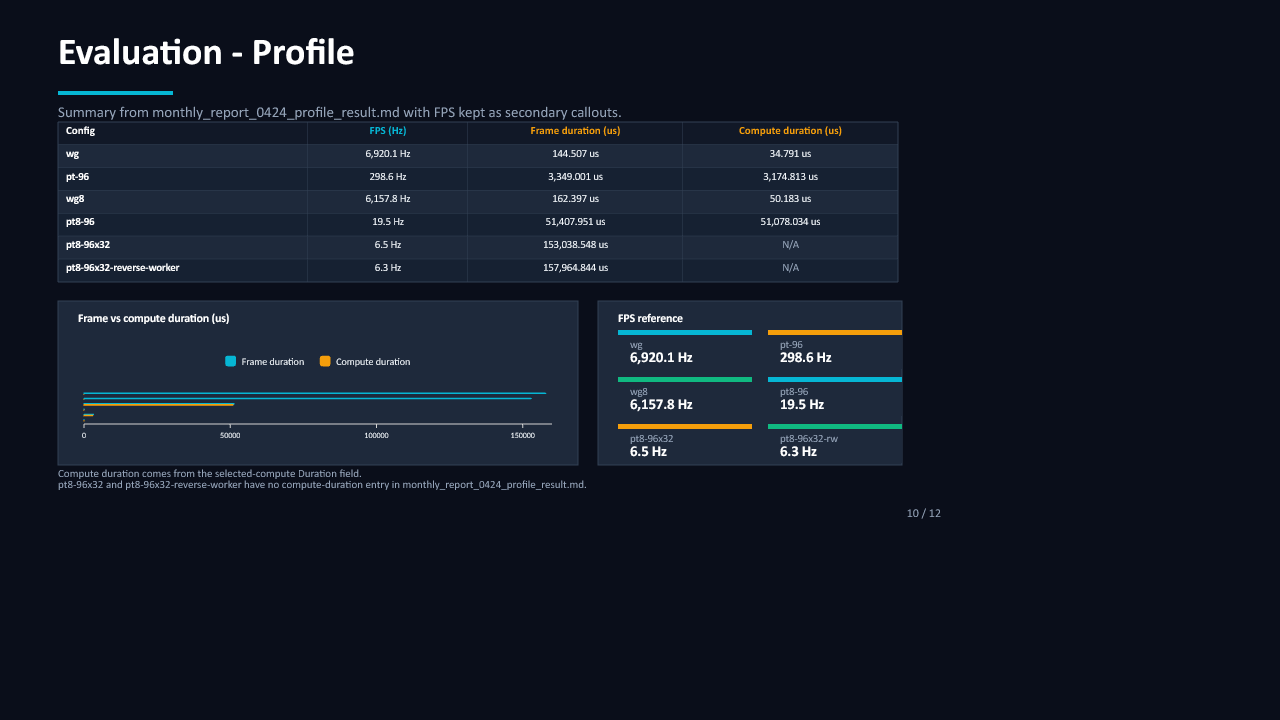 Evaluation - Profile
Summary from monthly_report_0424_profile_result.md with FPS kept as secondary callouts.
Config FPS (Hz) Frame duration (us) Compute duration (us)
wg 6,920.1 Hz 144.507 us 34.791 us
pt-96 298.6 Hz 3,349.001 us 3,174.813 us
wg8 6,157.8 Hz 162.397 us 50.183 us
pt8-96 19.5 Hz 51,407.951 us 51,078.034 us
pt8-96x32 6.5 Hz 153,038.548 us N/A
pt8-96x32-reverse-worker 6.3 Hz 157,964.844 us N/A
Frame vs compute duration (us)
Frame duration Compute duration
0 50000 100000 150000
FPS reference
wg pt-96
6,920.1 Hz 298.6 Hz
wg8 pt8-96
6,157.8 Hz 19.5 Hz
pt8-96x32 pt8-96x32-rw
6.5 Hz 6.3 Hz
Compute duration comes from the selected-compute Duration field.
pt8-96x32 and pt8-96x32-reverse-worker have no compute-duration entry in monthly_report_0424_profile_result.md.
10 / 12